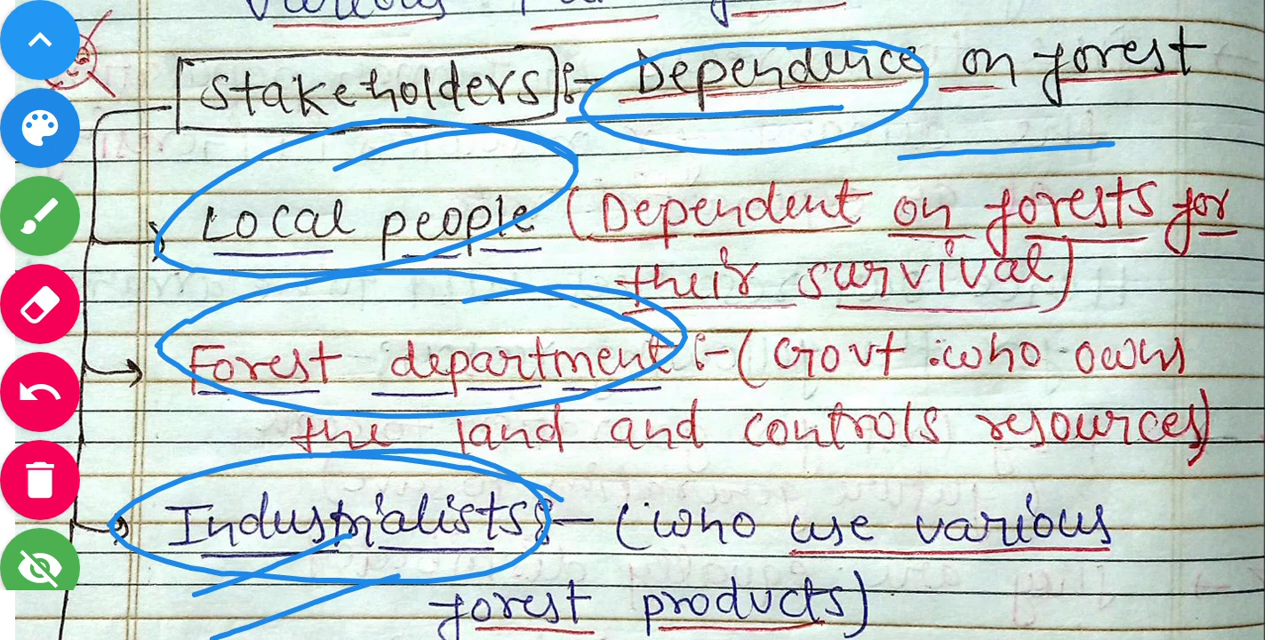 Various
Stakeholders :- Dependence on forest
Local people (Dependent on forests for
their survival)
Forest department :- (Govt. who owns
the land and controls resources)
Industrialists :- (who use various
forest products)